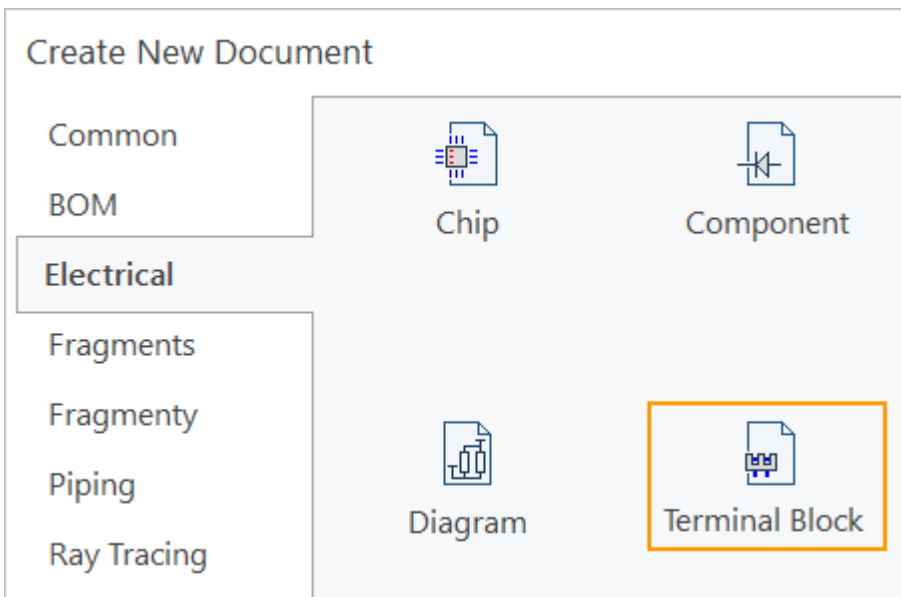 Create New Document
Common
BOM
Electrical
Fragments
Fragmenty
Piping
Ray Tracing
Chip
Component
Diagram
Terminal Block